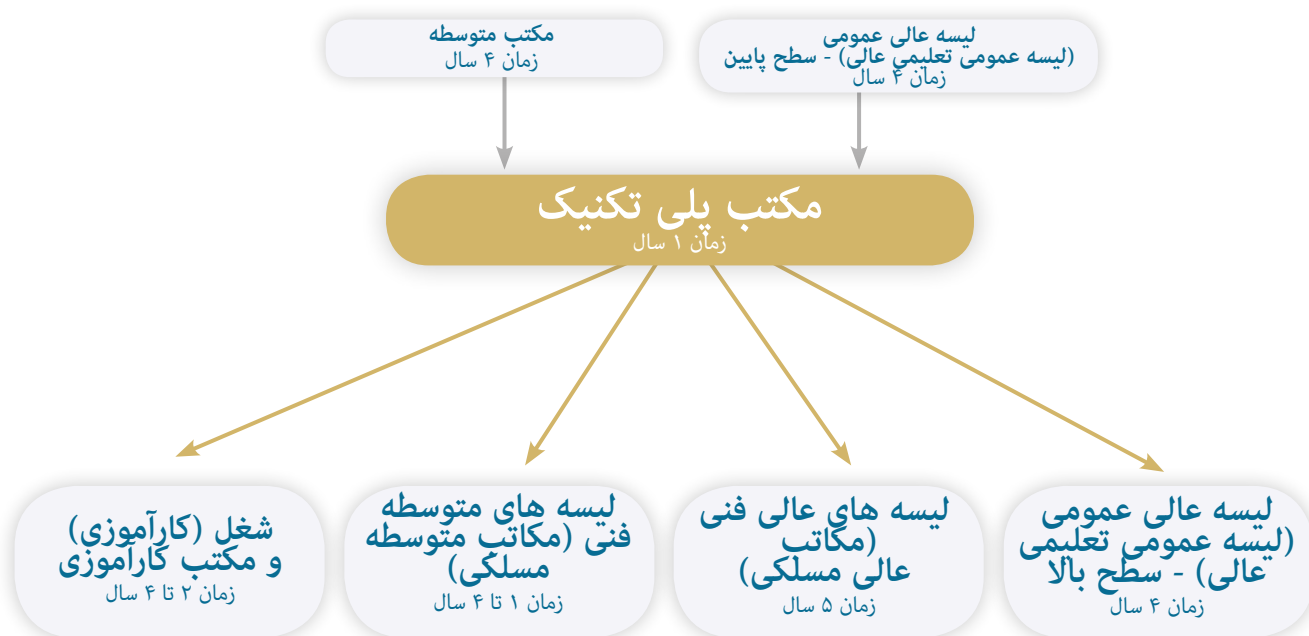 لیسه عالی عمومی
(لیسه عمومی تعلیمی عالی) - سطح پایین
زمان ۴ سال
مکتب متوسطه
زمان ۴ سال
مکتب پلی تکنیک
زمان ۱ سال
لیسه عالی عمومی
(لیسه عمومی تعلیمی
عالی) - سطح بالا
زمان ۴ سال
لیسه های عالی فنی
(مکاتب
عالی مسلکی)
زمان ۵ سال
لیسه های متوسطه
فنی (مکاتب متوسطه
مسلکی)
زمان ۱ تا ۴ سال
شغل (کارآموزی)
و مکتب کارآموزی
زمان ۲ تا ۴ سال